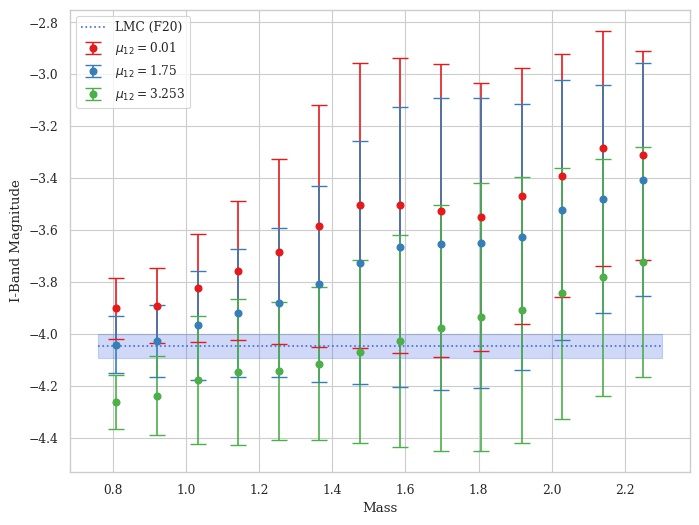 LMC (F20)
μ₁₂ = 0.01
μ₁₂ = 1.75
μ₁₂ = 3.253
I-Band Magnitude
−2.8
−3.0
−3.2
−3.4
−3.6
−3.8
−4.0
−4.2
−4.4
0.8 1.0 1.2 1.4 1.6 1.8 2.0 2.2
Mass